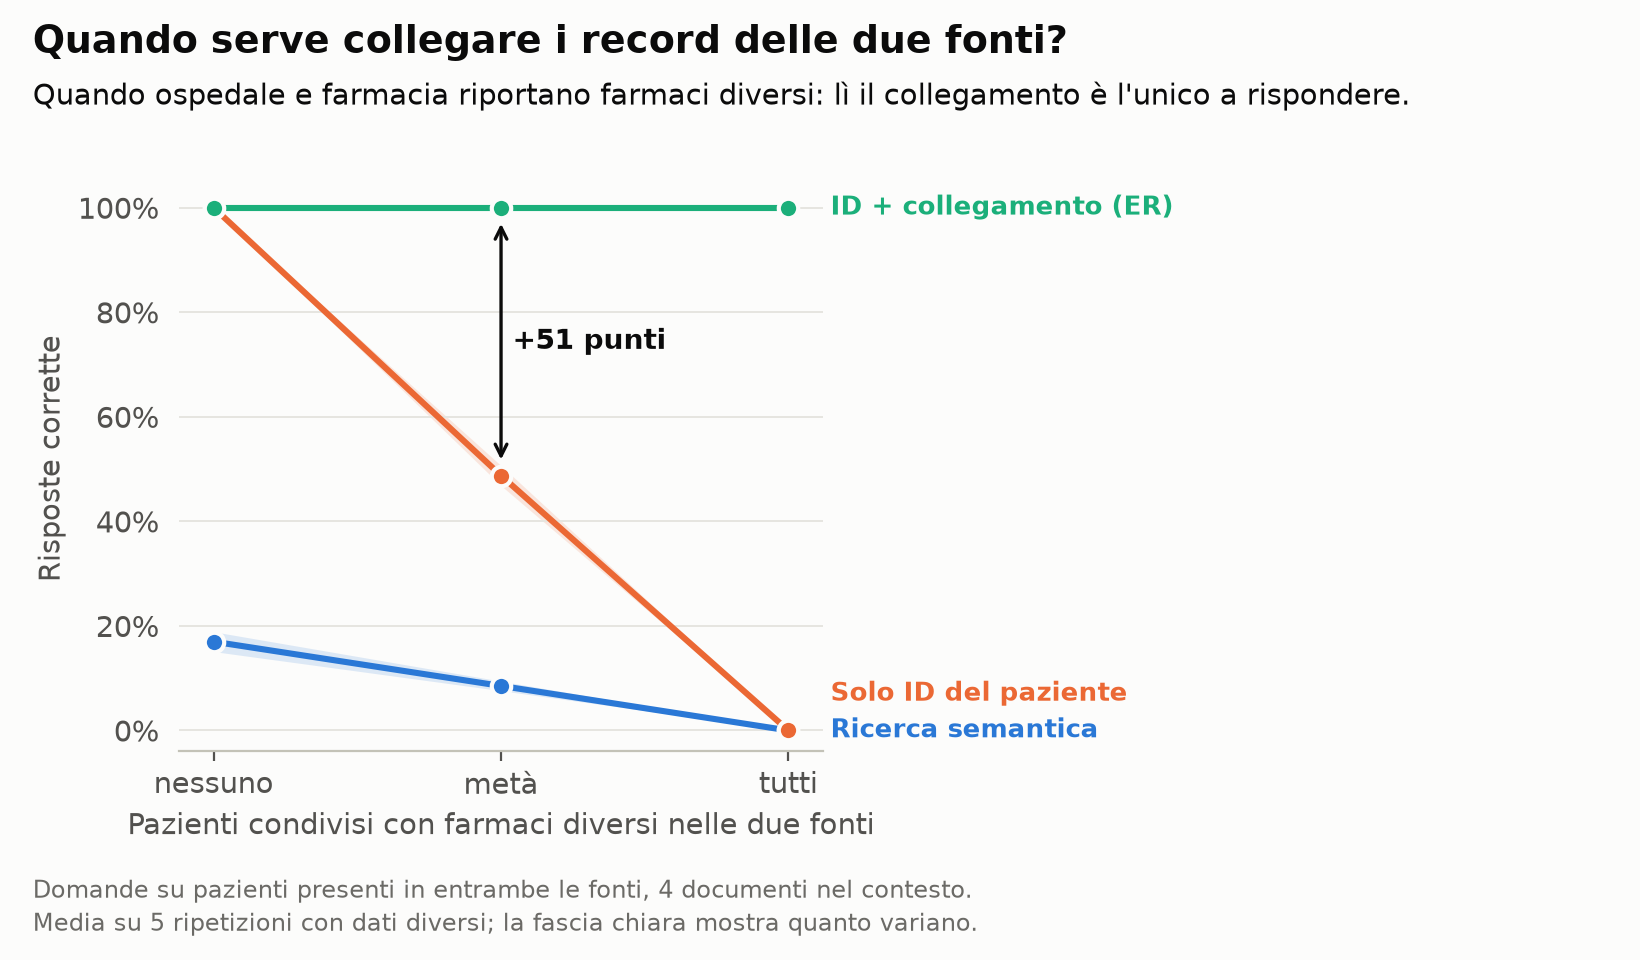 Quando serve collegare i record delle due fonti?
Quando ospedale e farmacia riportano farmaci diversi: lì il collegamento è l'unico a rispondere.
100%
ID + collegamento (ER)
80%
+51 punti
60%
Risposte corrette
40%
20%
Solo ID del paziente
0%
Ricerca semantica
nessuno
metà
tutti
Pazienti condivisi con farmaci diversi nelle due fonti
Domande su pazienti presenti in entrambe le fonti, 4 documenti nel contesto.
Media su 5 ripetizioni con dati diversi; la fascia chiara mostra quanto variano.